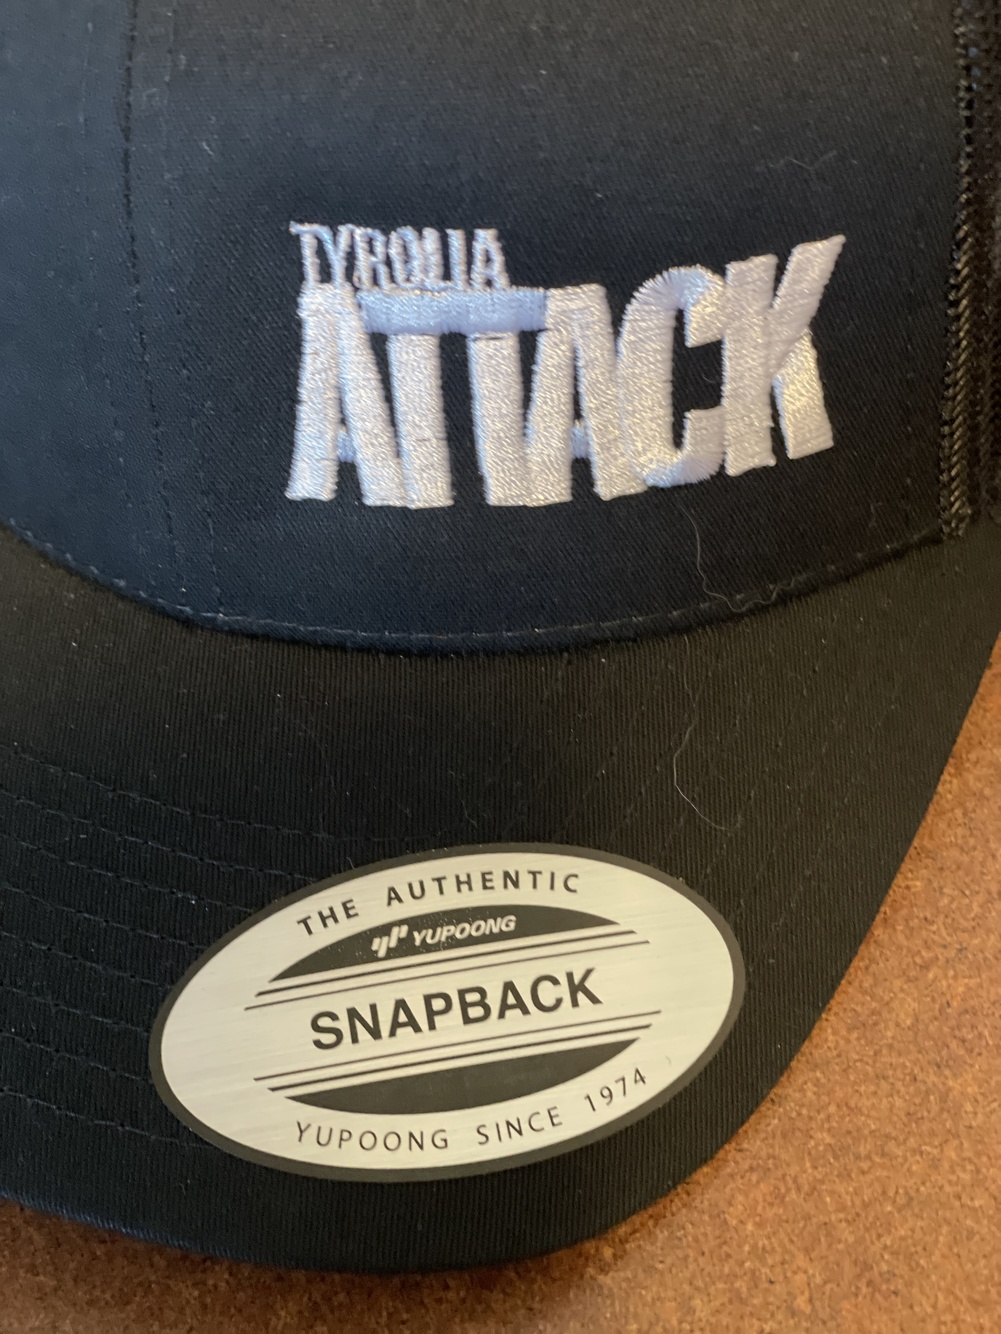 TYROLIA
ATTACK
THE AUTHENTIC
YUPOONG
SNAPBACK
YUPOONG SINCE 1974